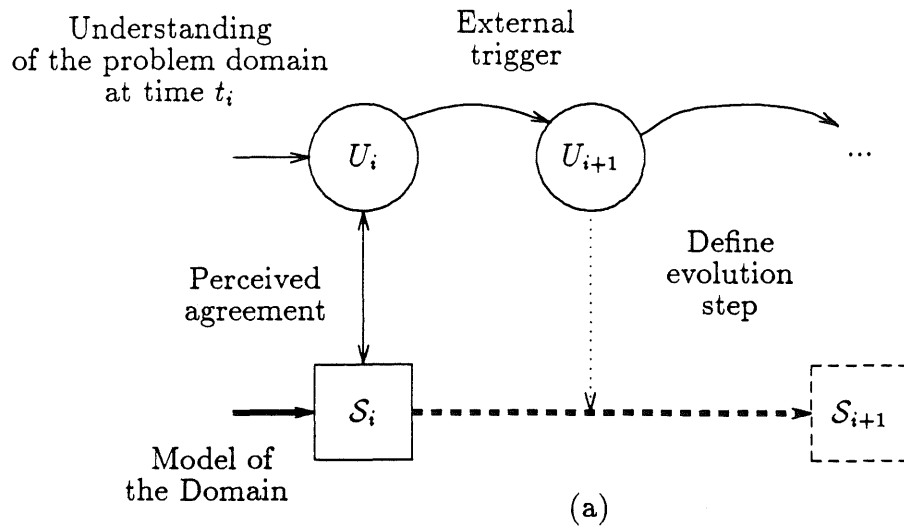 Understanding
of the problem domain
at time t_i
External
trigger
U_i
U_{i+1}
...
Perceived
agreement
Define
evolution
step
S_i
S_{i+1}
Model of
the Domain
(a)